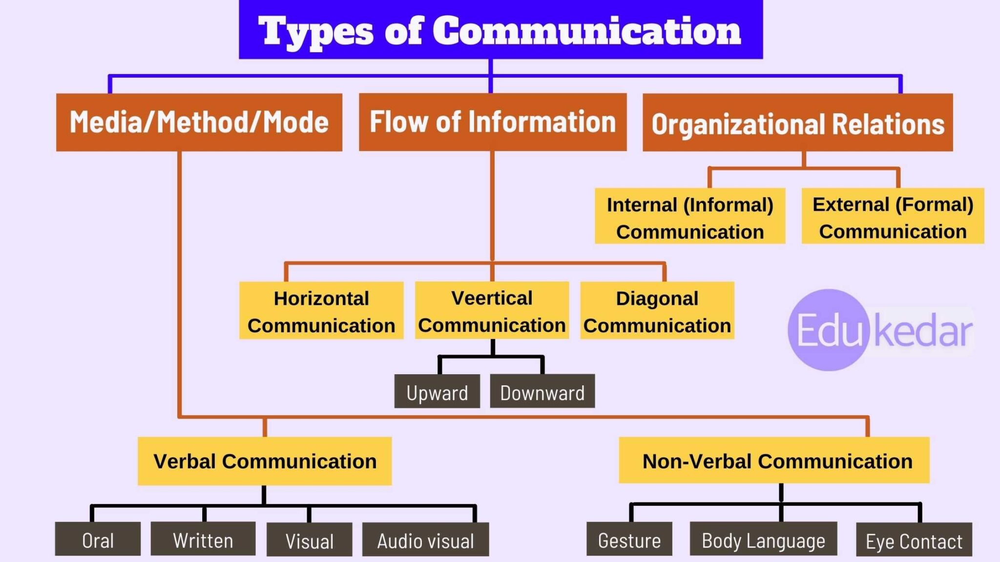 Types of Communication
Media/Method/Mode
Flow of Information
Organizational Relations
Internal (Informal)
Communication
External (Formal)
Communication
Horizontal
Communication
Veertical
Communication
Diagonal
Communication
Edukedar
Upward
Downward
Verbal Communication
Non-Verbal Communication
Oral
Written
Visual
Audio visual
Gesture
Body Language
Eye Contact